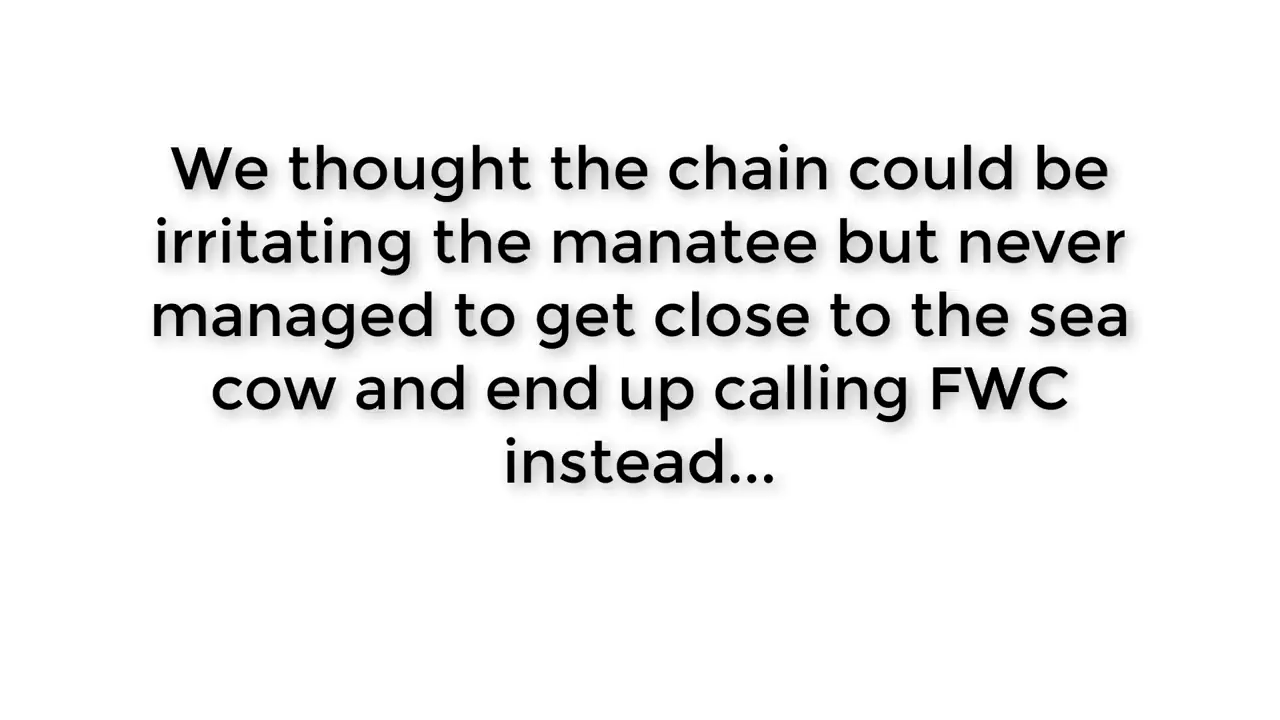 We thought the chain could be
irritating the manatee but never
managed to get close to the sea
cow and end up calling FWC
instead...